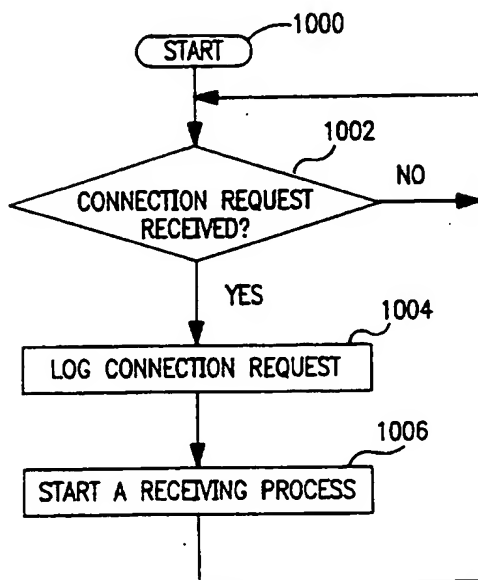 1000
START
1002
CONNECTION REQUEST
RECEIVED?
NO
YES
1004
LOG CONNECTION REQUEST
1006
START A RECEIVING PROCESS